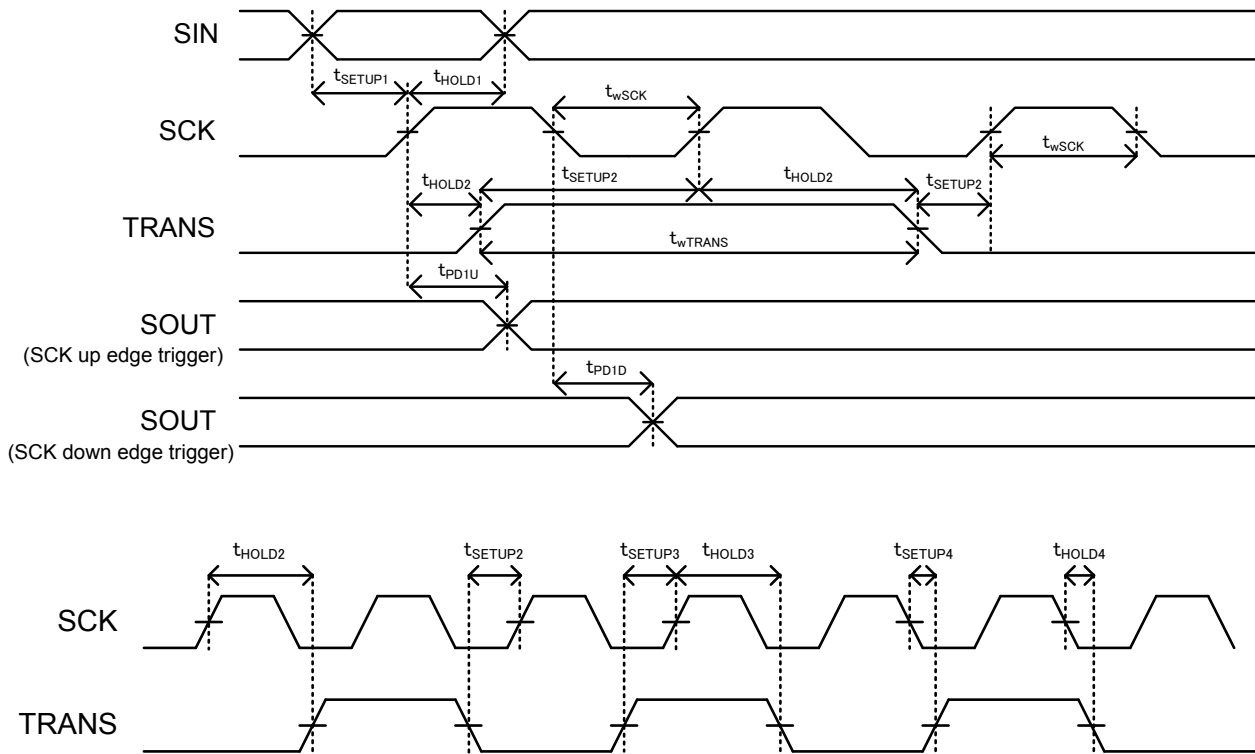 SIN
tSETUP1 tHOLD1 twSCK
SCK
twSCK
tHOLD2 tSETUP2 tHOLD2 tSETUP2
TRANS
twTRANS
tPD1U
SOUT
(SCK up edge trigger)
tPD1D
SOUT
(SCK down edge trigger)
tHOLD2 tSETUP2 tSETUP3 tHOLD3 tSETUP4 tHOLD4
SCK
TRANS